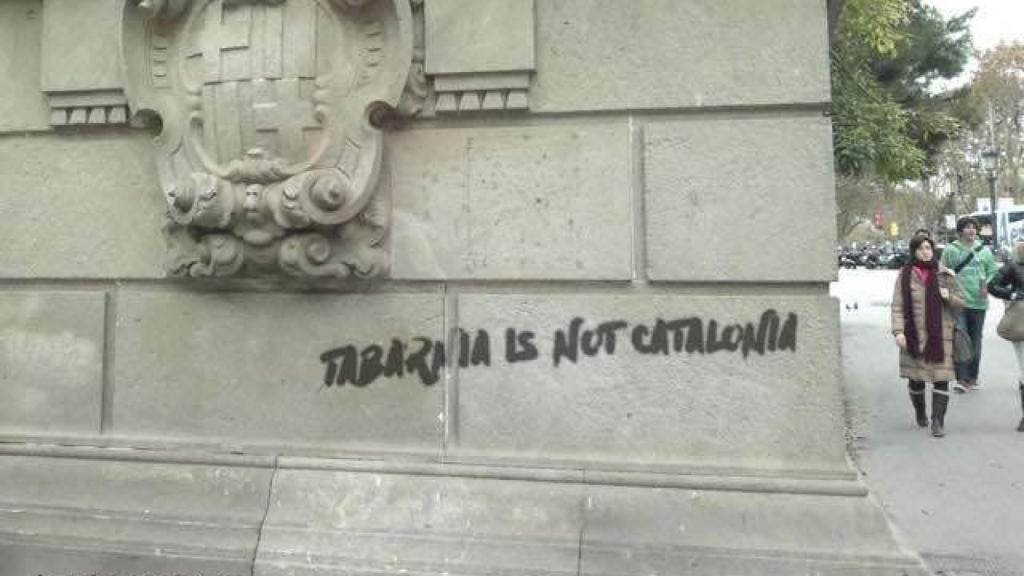 TABARNIA IS NOT CATALONIA